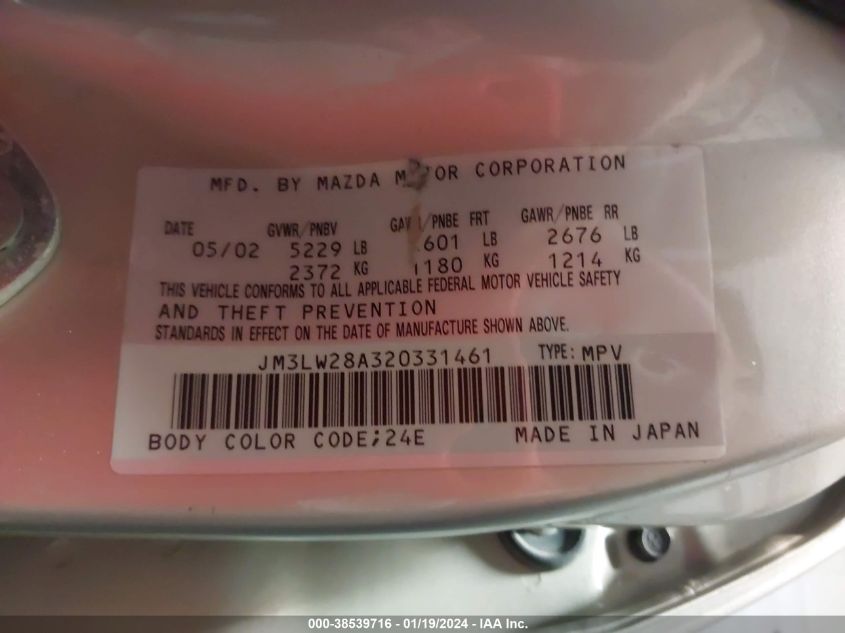 MFD. BY MAZDA CORPORATION
DATE GVWR/PNBV GAWR/PNBE FRT GAWR/PNBE RR
05/02 5229 LB 601 LB 2676 LB
2372 KG 1180 KG 1214 KG
THIS VEHICLE CONFORMS TO ALL APPLICABLE FEDERAL MOTOR VEHICLE SAFETY
AND THEFT PREVENTION
STANDARDS IN EFFECT ON THE DATE OF MANUFACTURE SHOWN ABOVE.
JM3LW28A320331461 TYPE: MPV
BODY COLOR CODE;24E MADE IN JAPAN
000-38539716 - 01/19/2024 - IAA Inc.